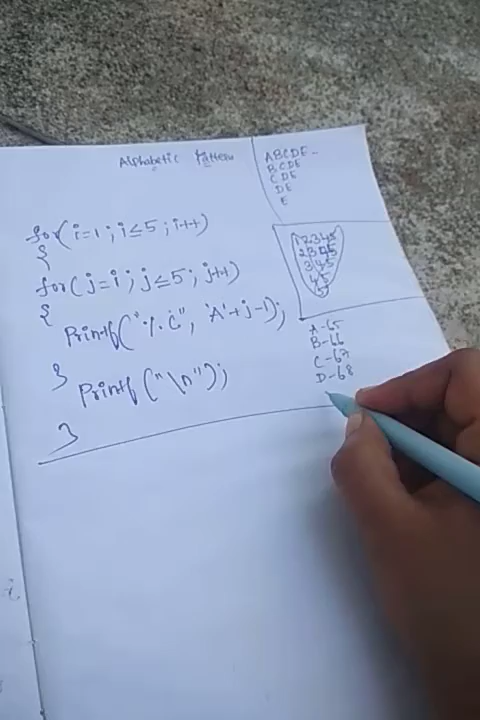 Alphabetic Pattern
ABCDE -
BCDE
CDE
DE
E
for(i=1; i≤5; i++)
{
for(j=i; j≤5; j++)
{
Printf("%.c", 'A'+j-1);
}
Printf("\n");
}
12345
2345
345
45
5
A-65
B-66
C-67
D-68
i